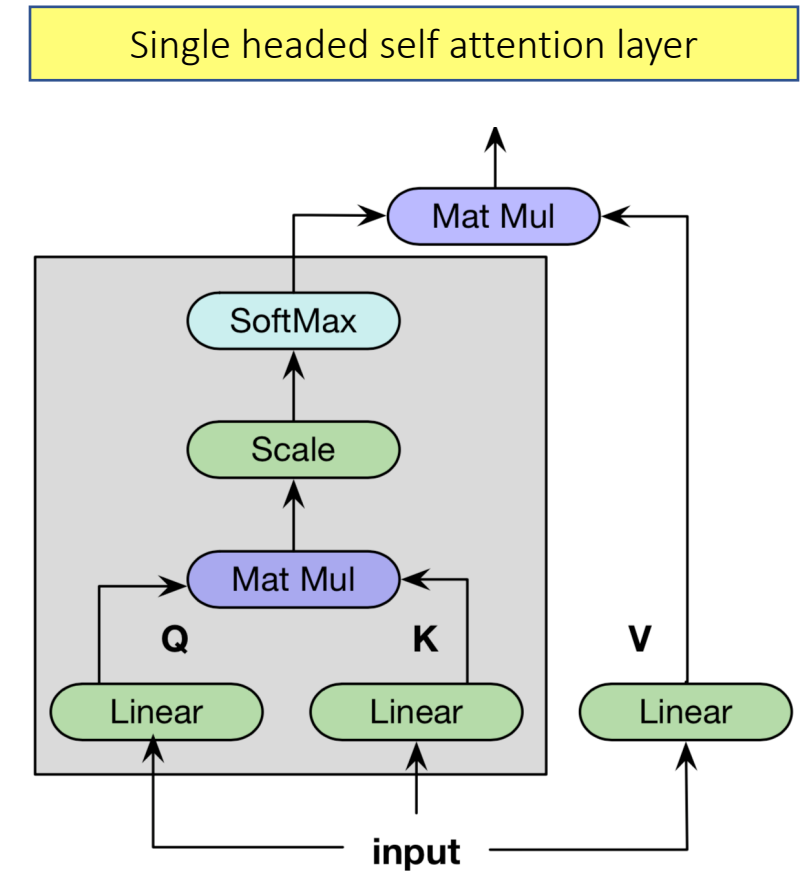 Single headed self attention layer
Mat Mul
SoftMax
Scale
Mat Mul
Q K V
Linear Linear Linear
input